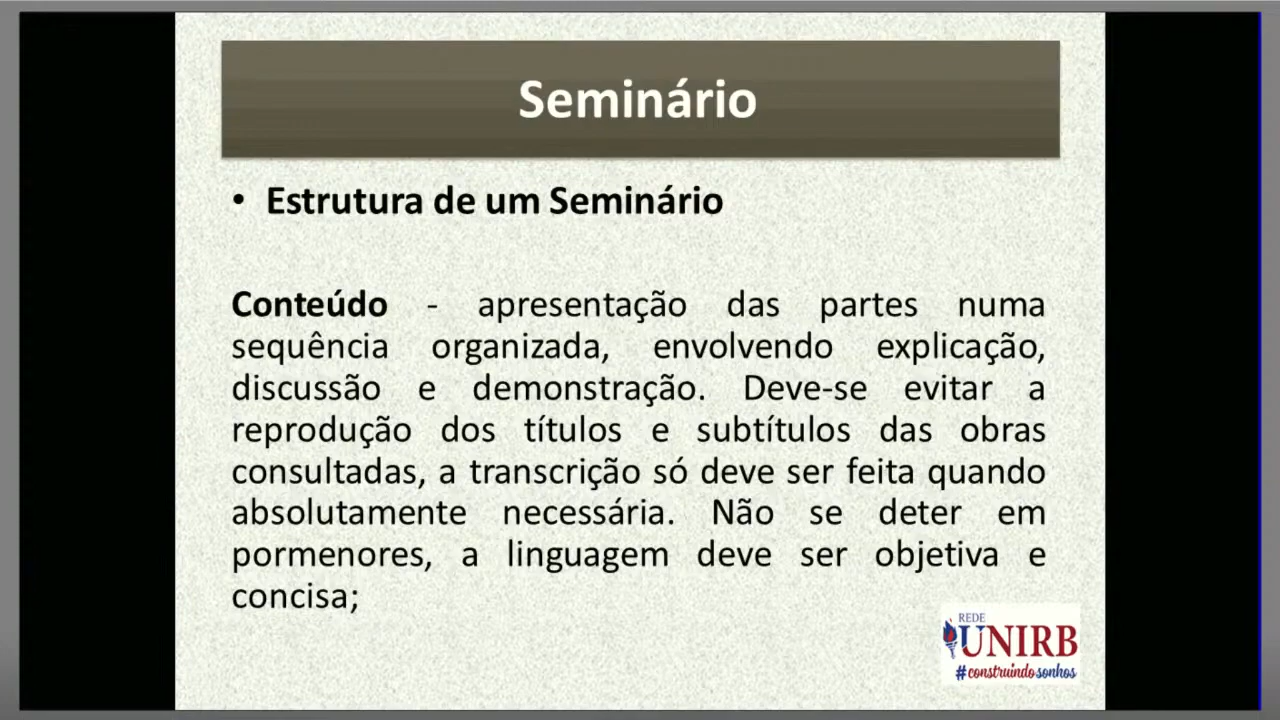 Seminário
• Estrutura de um Seminário
Conteúdo - apresentação das partes numa
sequência organizada, envolvendo explicação,
discussão e demonstração. Deve-se evitar a
reprodução dos títulos e subtítulos das obras
consultadas, a transcrição só deve ser feita quando
absolutamente necessária. Não se deter em
pormenores, a linguagem deve ser objetiva e
concisa;
REDE
UNIRB
#construindosonhos